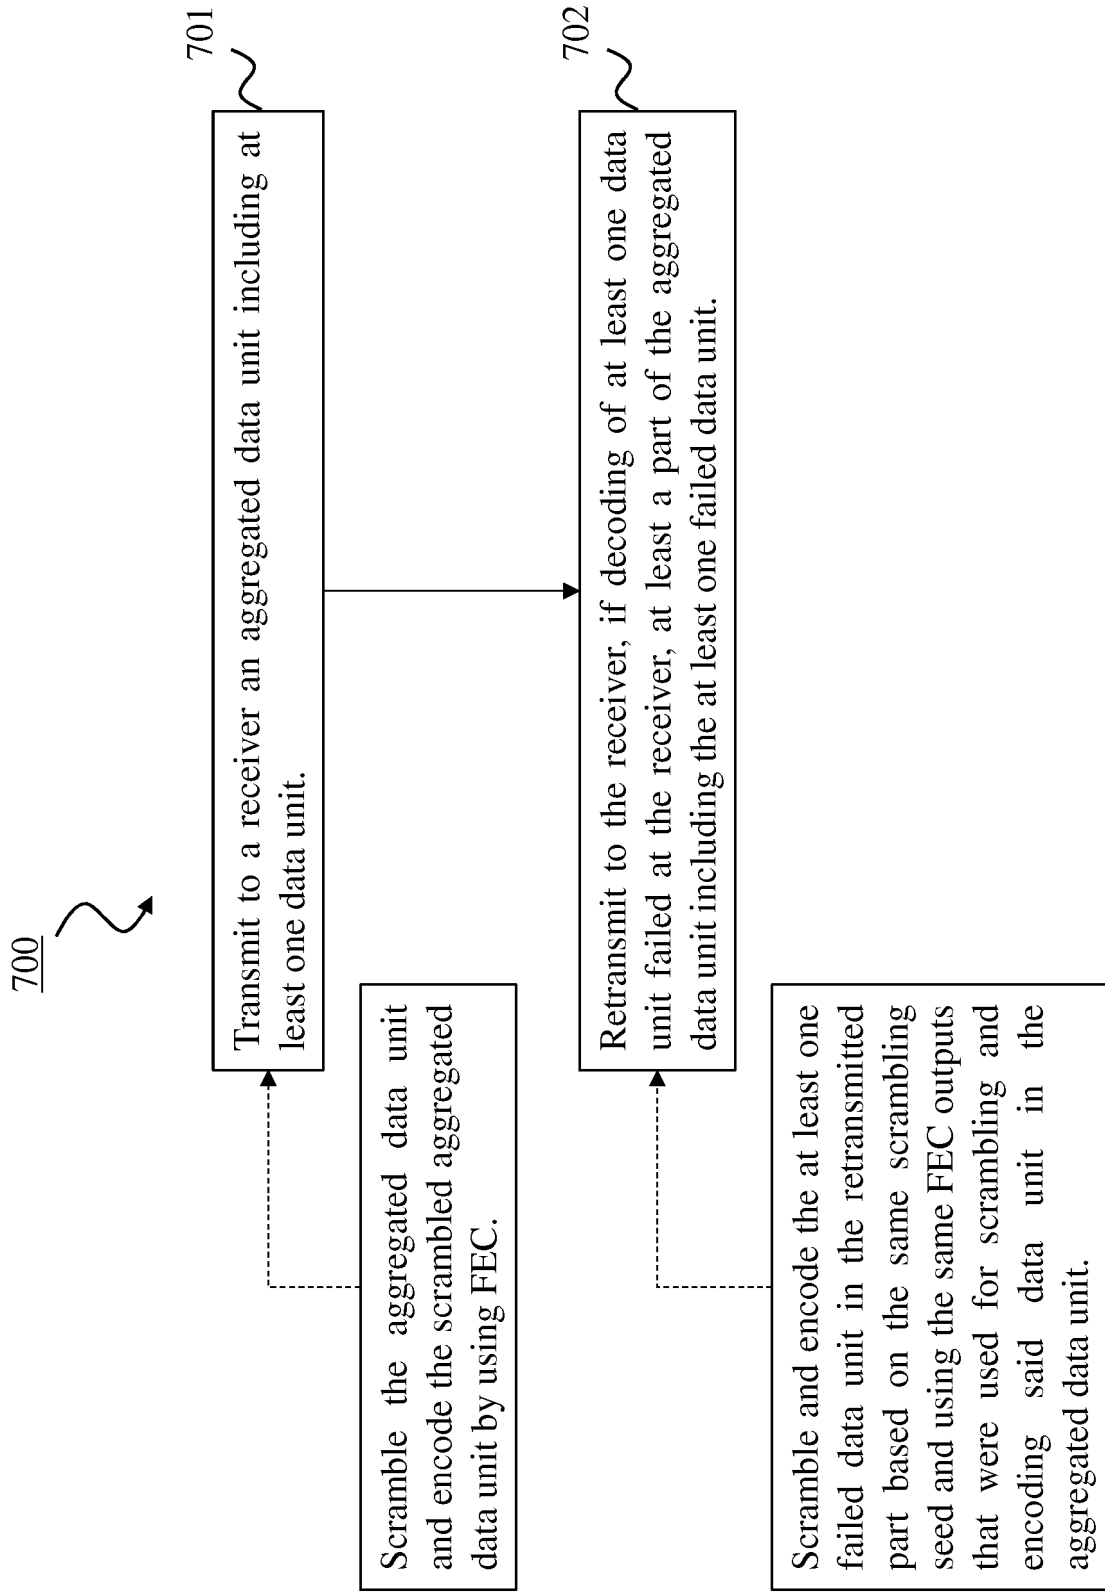 700
701
Transmit to a receiver an aggregated data unit including at
least one data unit.
Scramble the aggregated data unit
and encode the scrambled aggregated
data unit by using FEC.
702
Retransmit to the receiver, if decoding of at least one data
unit failed at the receiver, at least a part of the aggregated
data unit including the at least one failed data unit.
Scramble and encode the at least one
failed data unit in the retransmitted
part based on the same scrambling
seed and using the same FEC outputs
that were used for scrambling and
encoding said data unit in the
aggregated data unit.